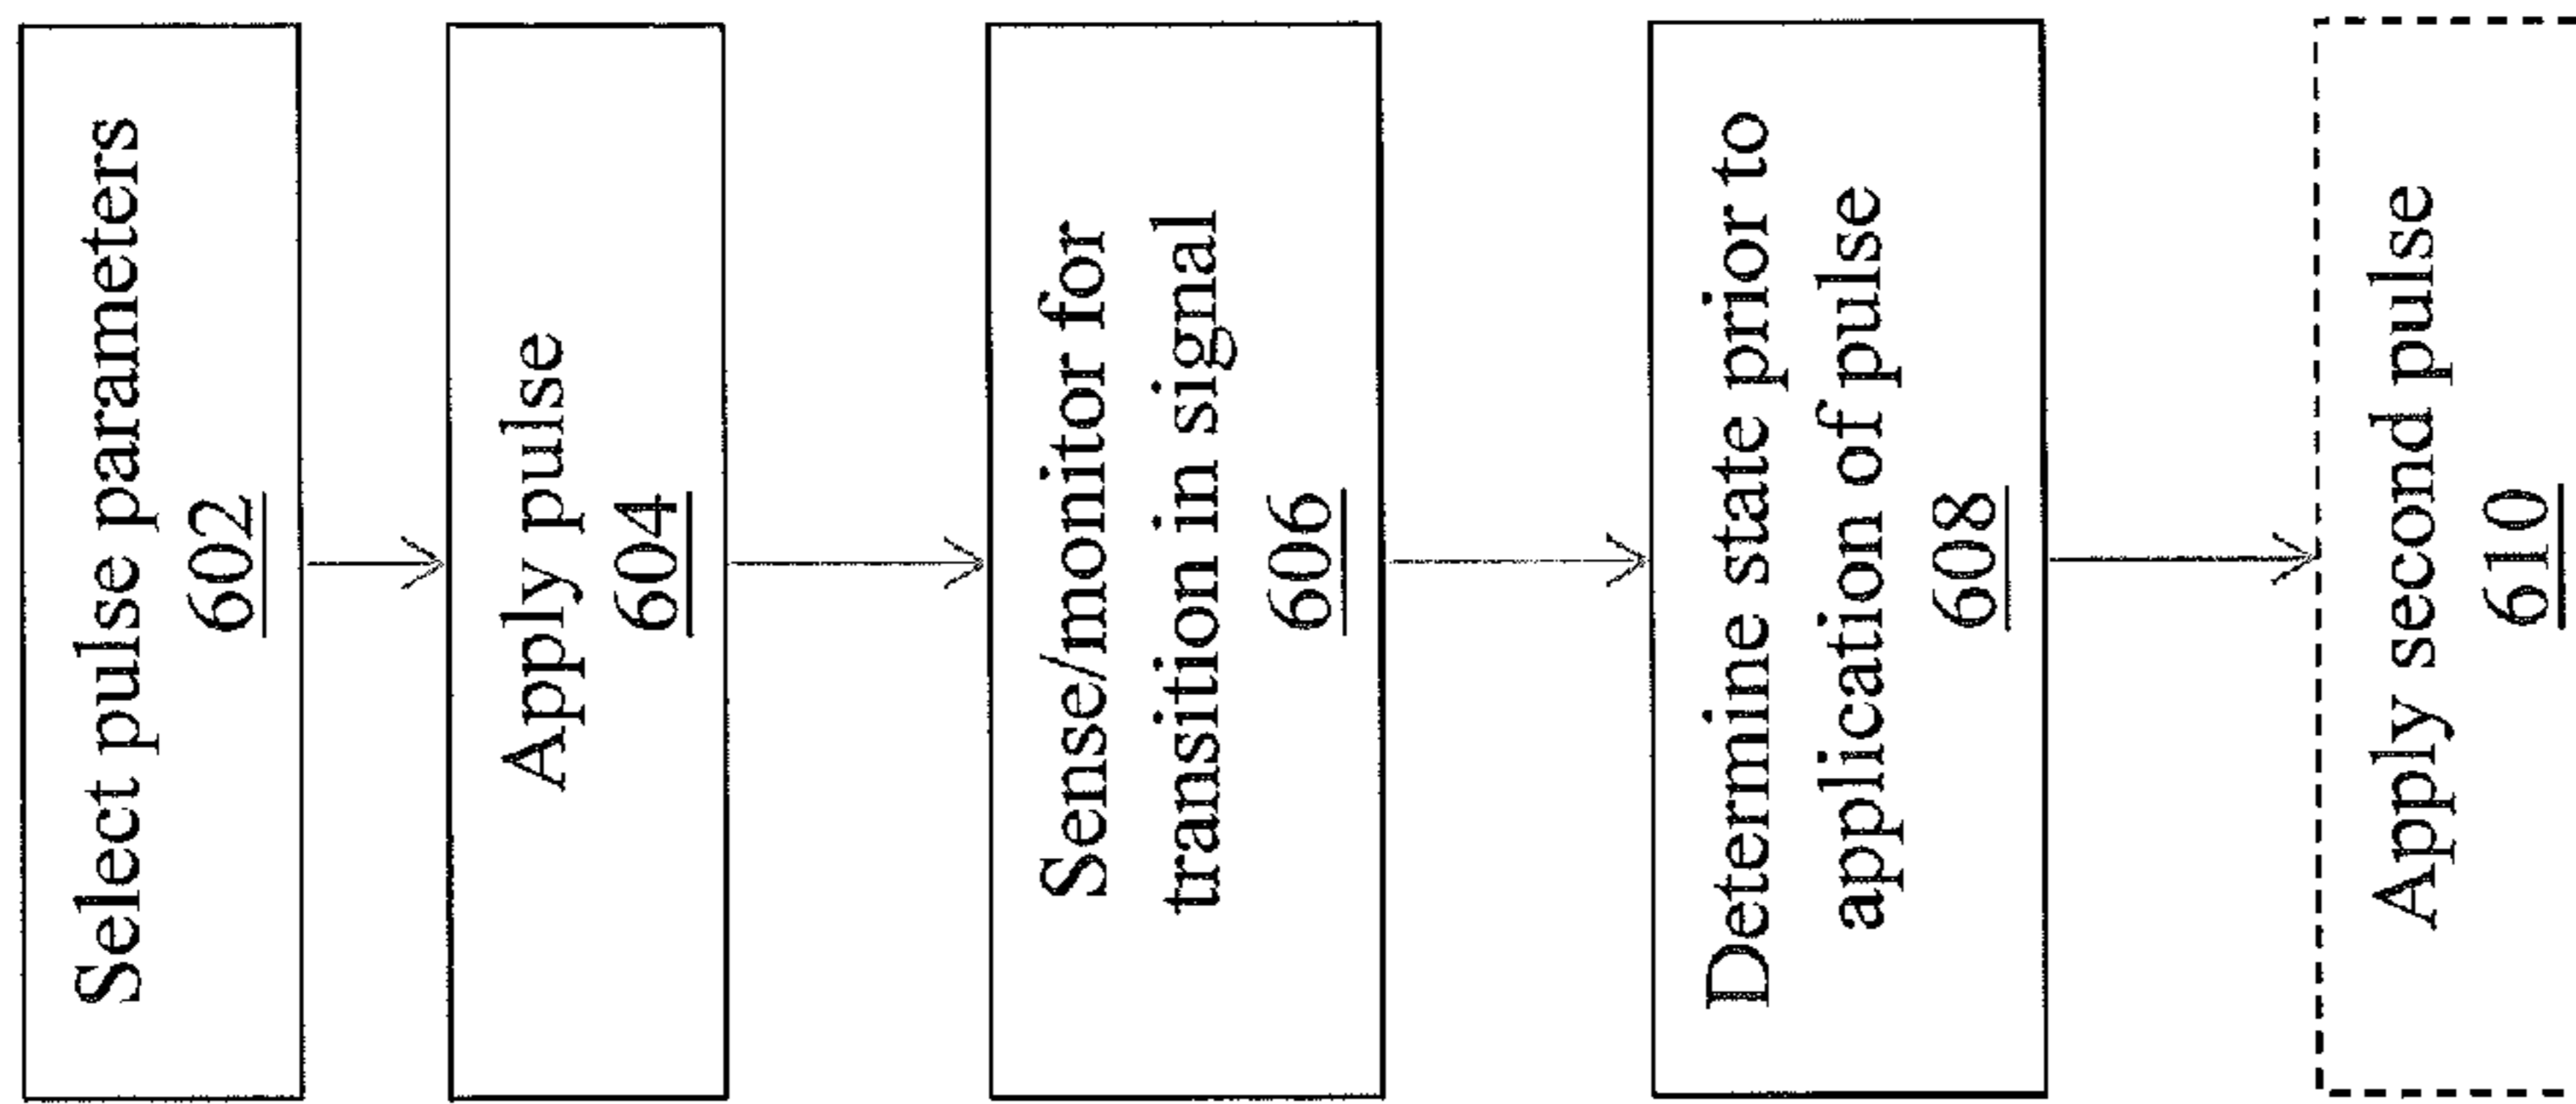 Select pulse parameters
602
Apply pulse
604
Sense/monitor for
transition in signal
606
Determine state prior to
application of pulse
608
Apply second pulse
610